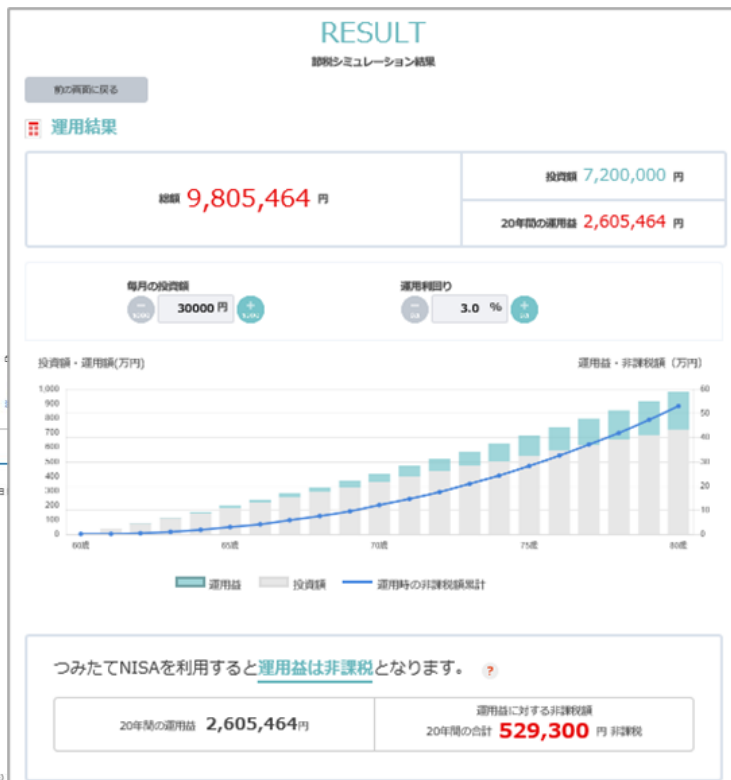 RESULT
節税シミュレーション結果
前の画面に戻る
運用結果
総額 9,805,464 円
投資額 7,200,000 円
20年間の運用益 2,605,464 円
毎月の投資額
運用利回り
− 30000 円 +
− 3.0 % +
投資額・運用額(万円)
運用益・非課税額（万円）
1,000
900
800
700
600
500
400
300
200
100
0
60
50
40
30
20
10
0
60歳 65歳 70歳 75歳 80歳
運用益 投資額 運用時の非課税額累計
つみたてNISAを利用すると運用益は非課税となります。 ?
20年間の運用益 2,605,464円
運用益に対する非課税額
20年間の合計 529,300 円 非課税